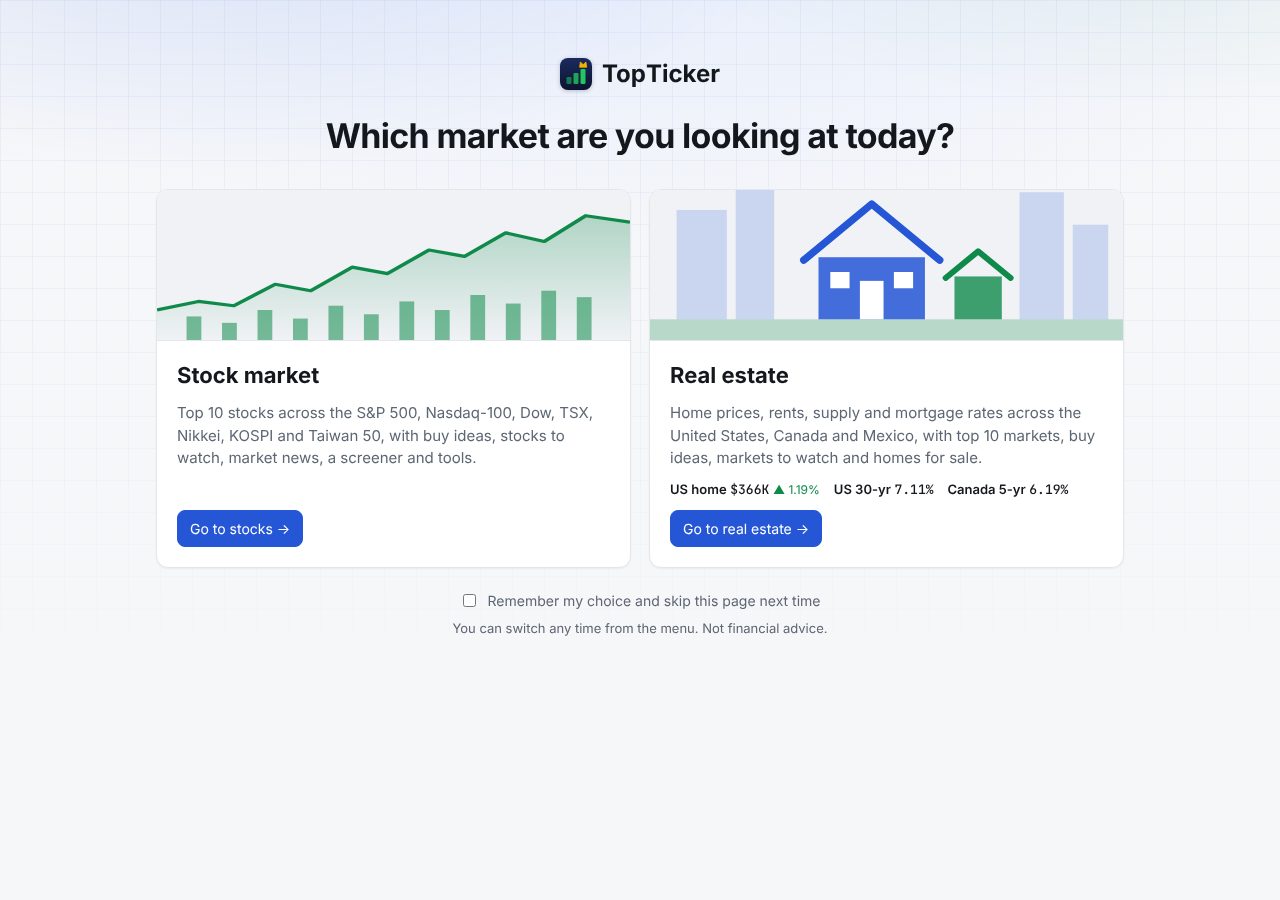 TopTicker
Which market are you looking at today?
Stock market
Top 10 stocks across the S&P 500, Nasdaq-100, Dow, TSX,
Nikkei, KOSPI and Taiwan 50, with buy ideas, stocks to
watch, market news, a screener and tools.
Go to stocks →
Real estate
Home prices, rents, supply and mortgage rates across the
United States, Canada and Mexico, with top 10 markets, buy
ideas, markets to watch and homes for sale.
US home $366K ▲ 1.19% US 30-yr 7.11% Canada 5-yr 6.19%
Go to real estate →
Remember my choice and skip this page next time
You can switch any time from the menu. Not financial advice.